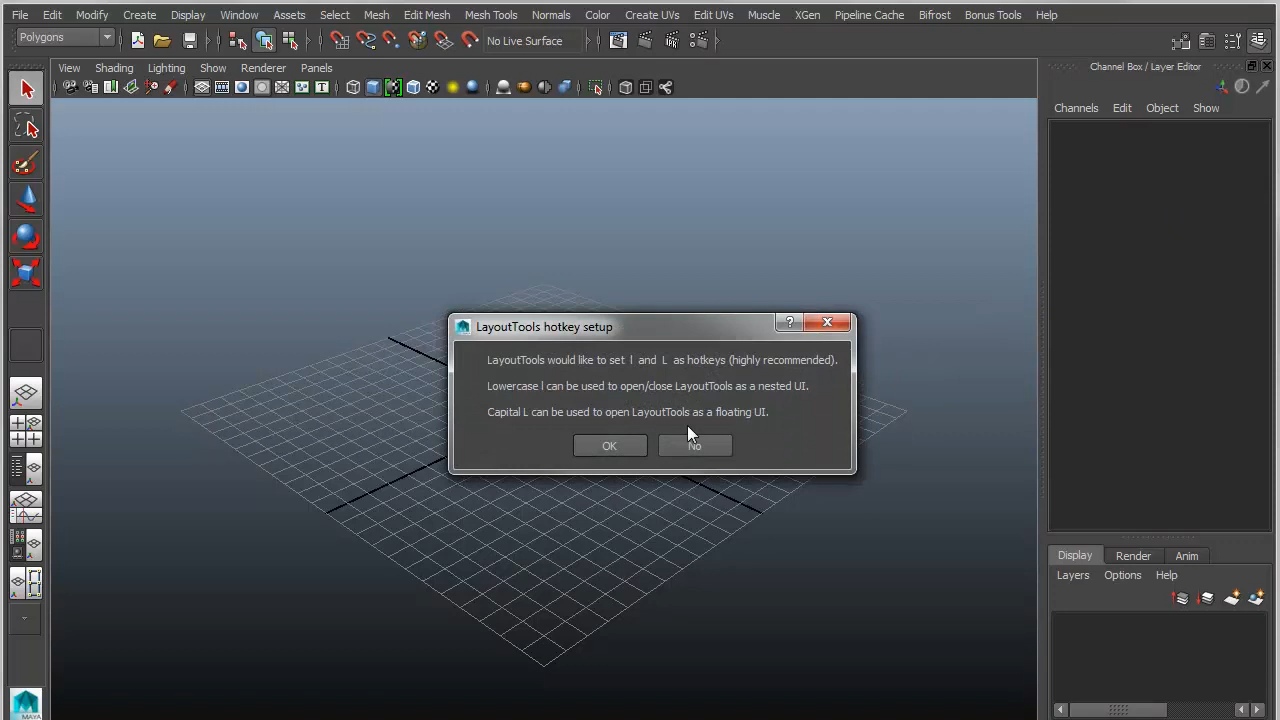 File Edit Modify Create Display Window Assets Select Mesh Edit Mesh Mesh Tools Normals Color Create UVs Edit UVs Muscle XGen Pipeline Cache Bifrost Bonus Tools Help
Polygons No Live Surface
View Shading Lighting Show Renderer Panels
Channel Box / Layer Editor
Channels Edit Object Show
LayoutTools hotkey setup
LayoutTools would like to set l and L as hotkeys (highly recommended).
Lowercase l can be used to open/close LayoutTools as a nested UI.
Capital L can be used to open LayoutTools as a floating UI.
OK No
Display Render Anim
Layers Options Help
MAYA